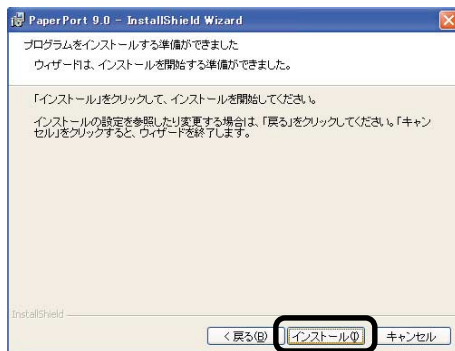 PaperPort 9.0 - InstallShield Wizard
プログラムをインストールする準備ができました
ウィザードは、インストールを開始する準備ができました。
「インストール」をクリックして、インストールを開始してください。
インストールの設定を参照したり変更する場合は、「戻る」をクリックしてください。「キャン
セル」をクリックすると、ウィザードを終了します。
InstallShield
< 戻る(B) インストール(I) キャンセル